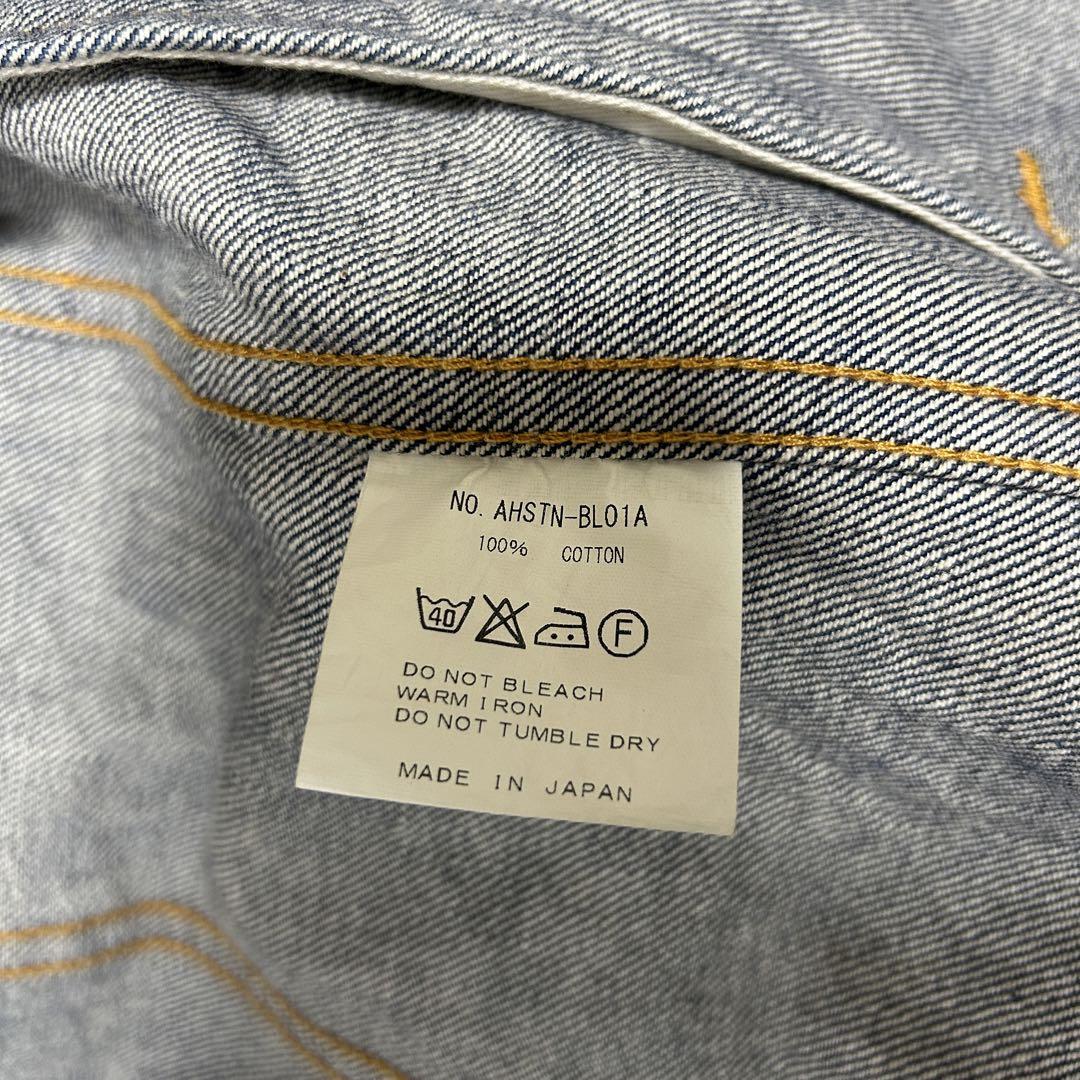 NO. AHSTN-BL01A
100% COTTON
40 F
DO NOT BLEACH
WARM IRON
DO NOT TUMBLE DRY
MADE IN JAPAN